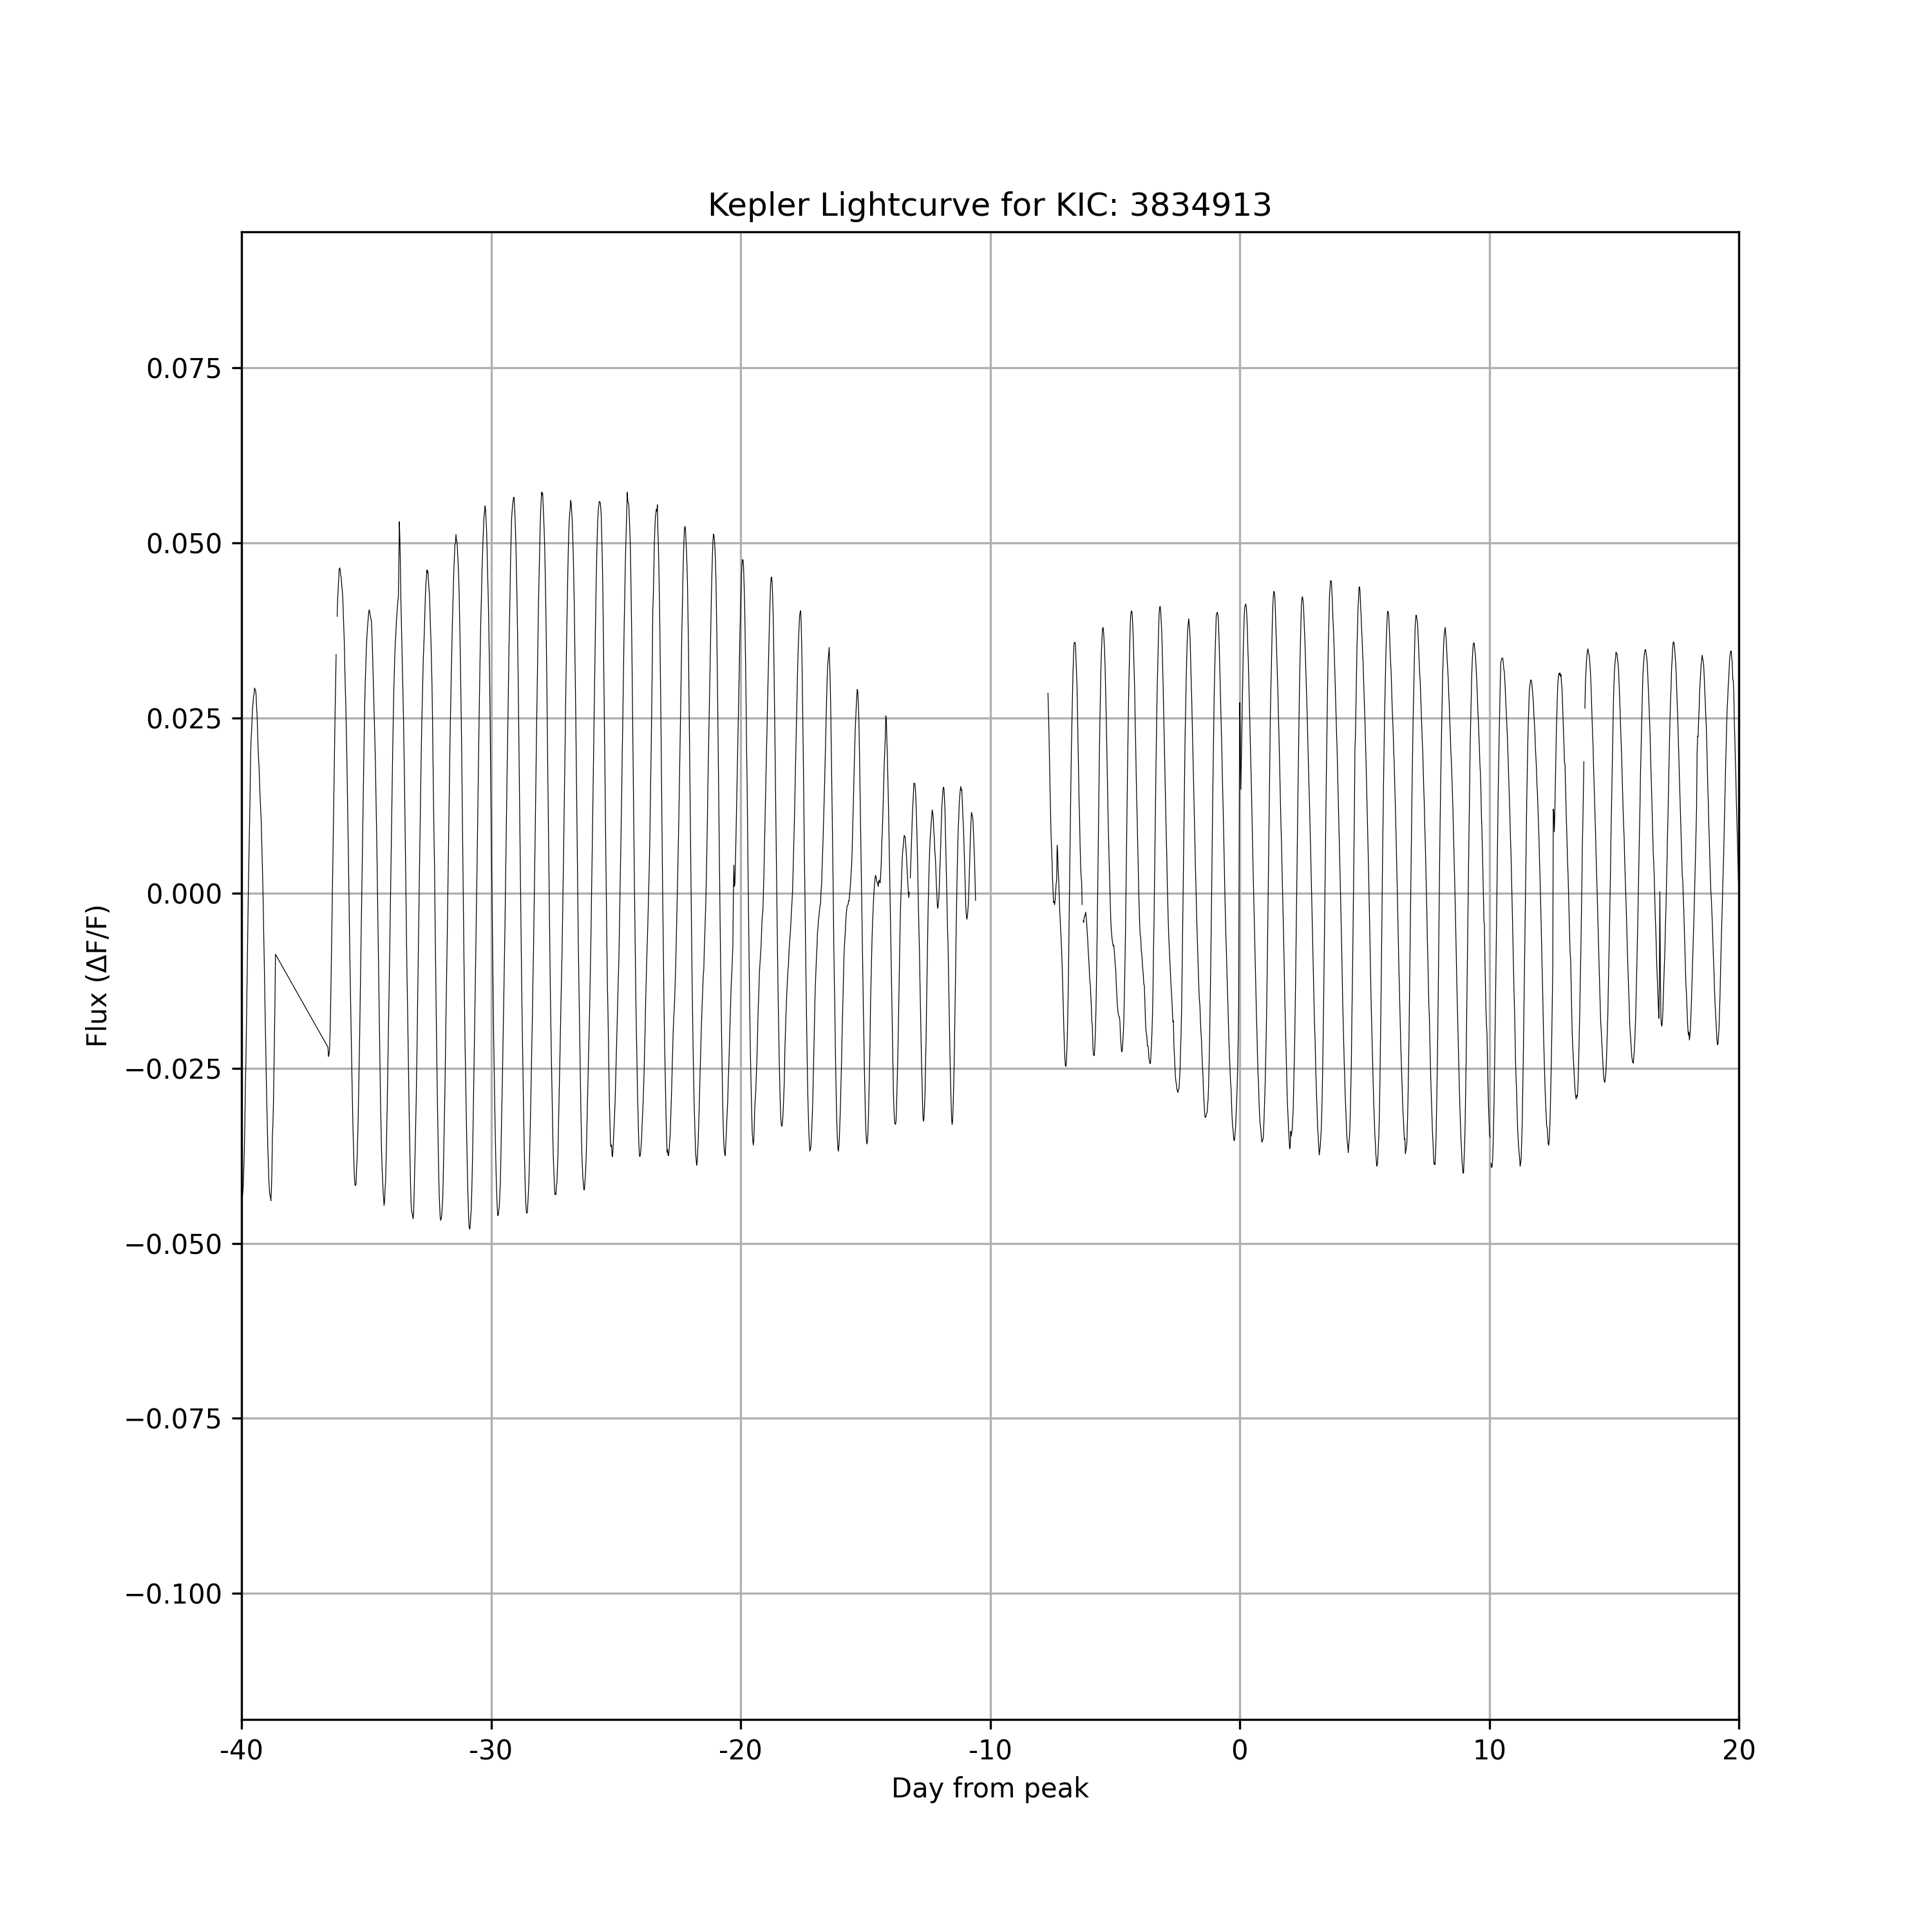 Kepler Lightcurve for KIC: 3834913
0.075
0.050
0.025
0.000
−0.025
−0.050
−0.075
−0.100
Flux (ΔF/F)
-40 -30 -20 -10 0 10 20
Day from peak